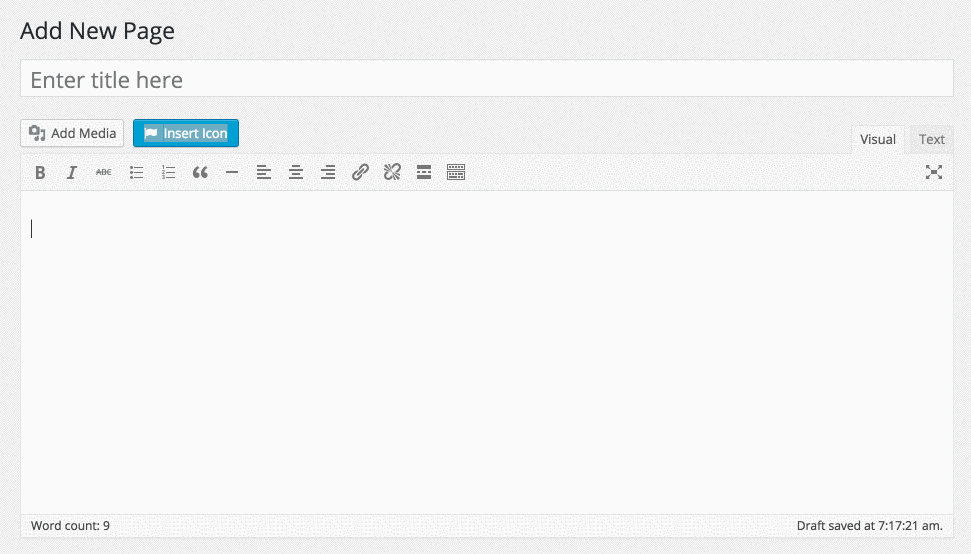 Add New Page
Enter title here
Add Media Insert Icon
Visual Text
B I ABC
Word count: 9 Draft saved at 7:17:21 am.